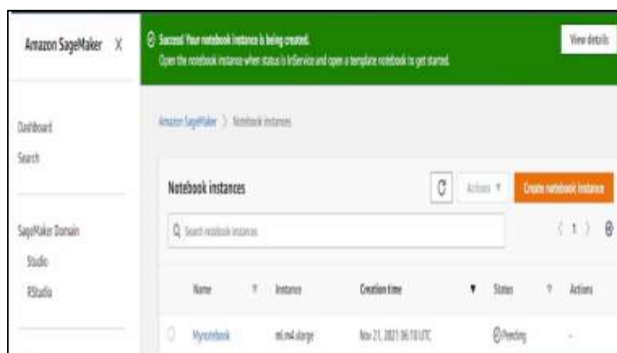 Amazon SageMaker X
Success! Your notebook instance is being created.
Open the notebook instance when status is InService and open a template notebook to get started.
View details
Dashboard
Search
SageMaker Domain
Studio
RStudio
Amazon SageMaker > Notebook instances
Notebook instances
Actions
Create notebook instance
Search notebook instances
< 1 >
Name Instance Creation time Status Actions
Mynotebook ml.m4.xlarge Nov 21, 2021 06:10 UTC Pending -